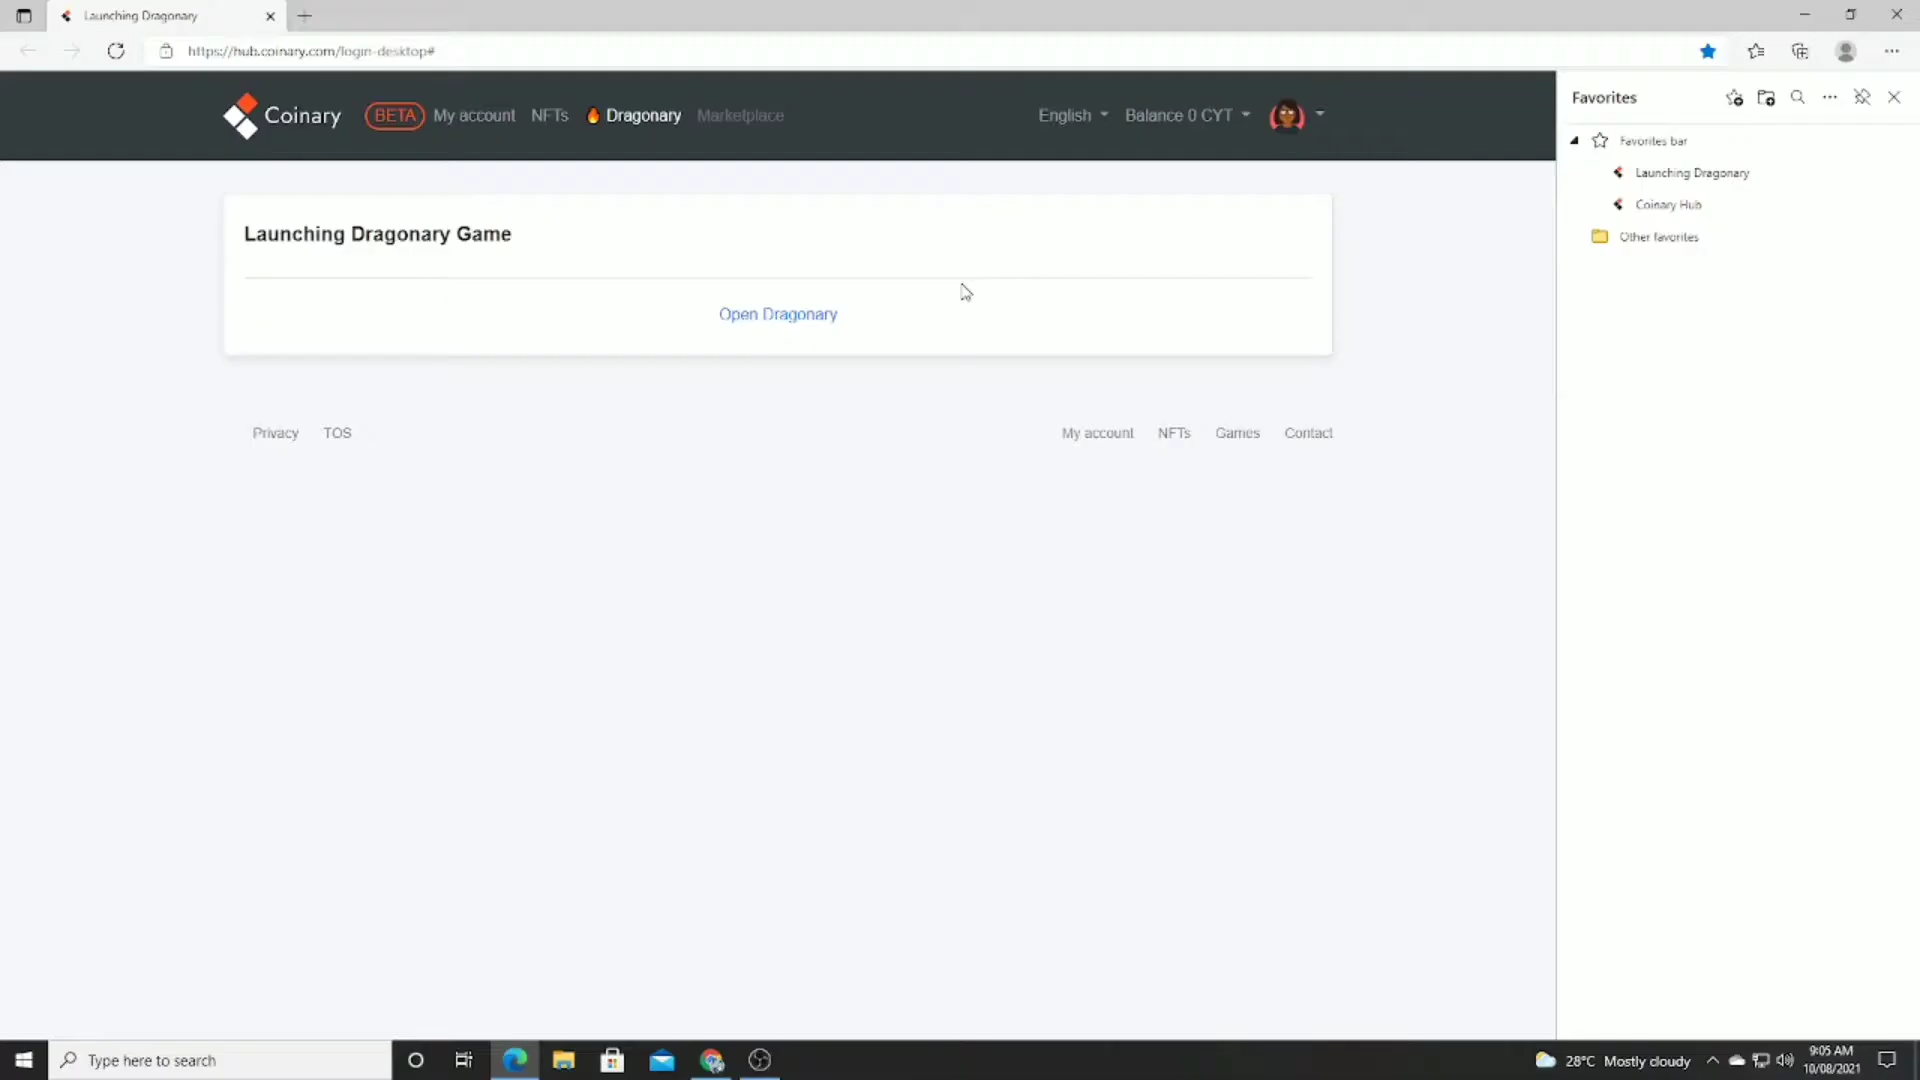 Launching Dragonary
https://hub.coinary.com/login-desktop#
Coinary BETA My account NFTs Dragonary Marketplace English Balance 0 CYT
Favorites
Favorites bar
Launching Dragonary
Coinary Hub
Other favorites
Launching Dragonary Game
Open Dragonary
Privacy TOS My account NFTs Games Contact
Type here to search
28°C Mostly cloudy
9:05 AM
10/08/2021